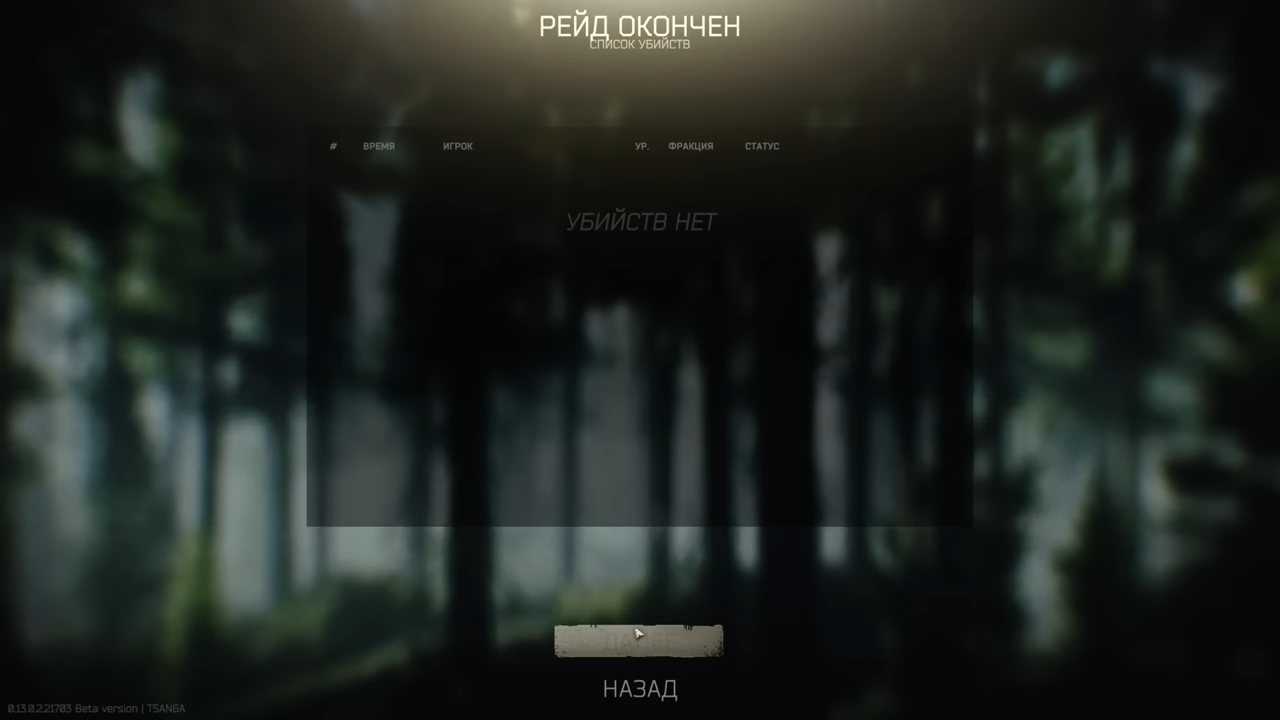 РЕЙД ОКОНЧЕН
СПИСОК УБИЙСТВ
# ВРЕМЯ ИГРОК УР. ФРАКЦИЯ СТАТУС
УБИЙСТВ НЕТ
ДАЛЕЕ
НАЗАД
0.13.0.2.21703 Beta version | T5AN6A